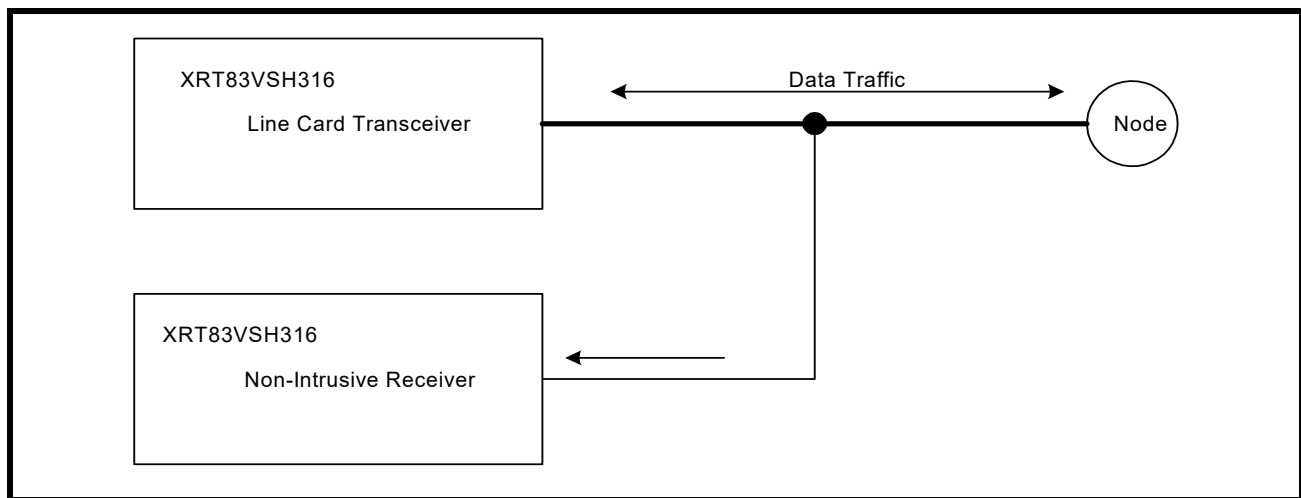 XRT83VSH316
Line Card Transceiver
Data Traffic
Node
XRT83VSH316
Non-Intrusive Receiver